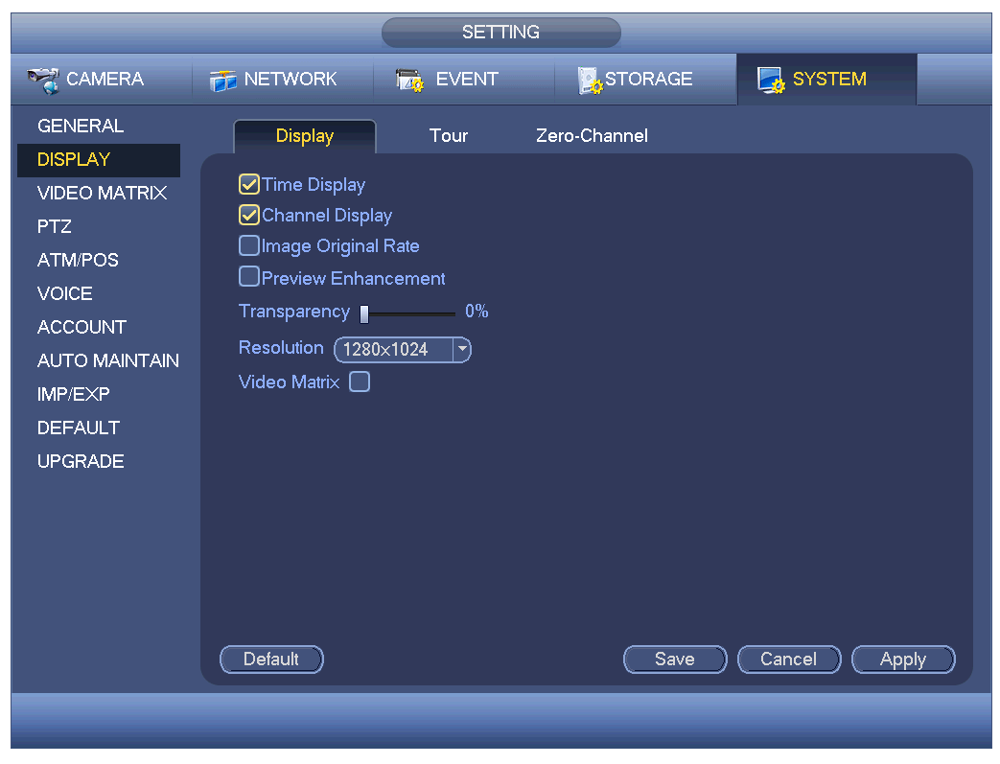 SETTING
CAMERA NETWORK EVENT STORAGE SYSTEM
GENERAL
DISPLAY
VIDEO MATRIX
PTZ
ATM/POS
VOICE
ACCOUNT
AUTO MAINTAIN
IMP/EXP
DEFAULT
UPGRADE
Display Tour Zero-Channel
Time Display
Channel Display
Image Original Rate
Preview Enhancement
Transparency 0%
Resolution 1280×1024
Video Matrix
Default Save Cancel Apply